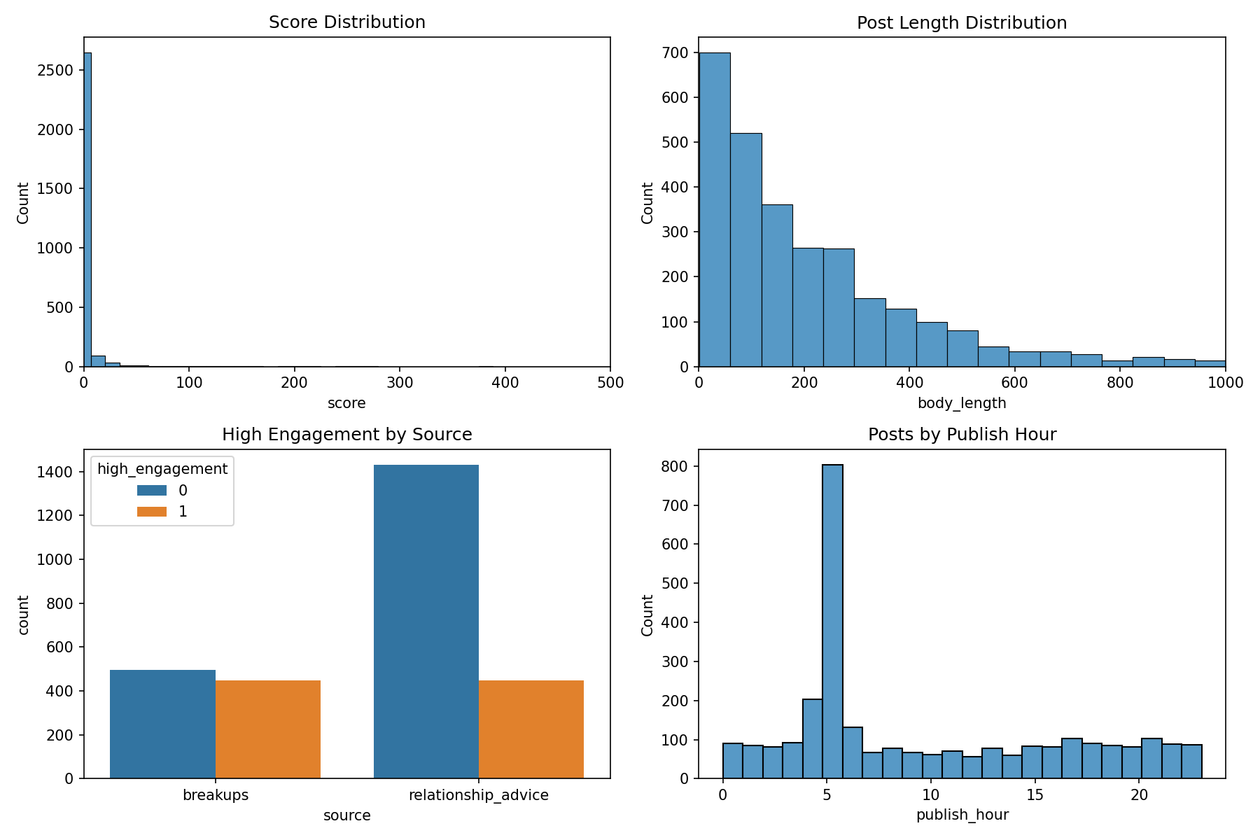 Score Distribution
Count
2500
2000
1500
1000
500
0
0 100 200 300 400 500
score
Post Length Distribution
Count
700
600
500
400
300
200
100
0
0 200 400 600 800 1000
body_length
High Engagement by Source
count
1400
1200
1000
800
600
400
200
0
high_engagement
0
1
breakups relationship_advice
source
Posts by Publish Hour
Count
800
700
600
500
400
300
200
100
0
0 5 10 15 20
publish_hour